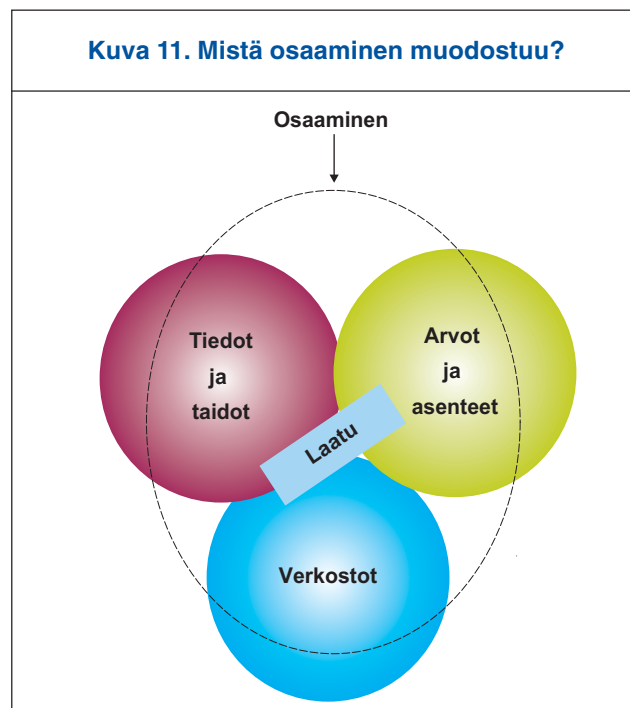 Kuva 11. Mistä osaaminen muodostuu?
Osaaminen
Tiedot
ja
taidot
Arvot
ja
asenteet
Laatu
Verkostot